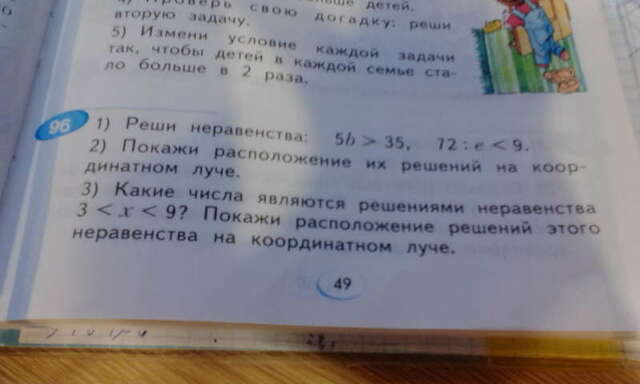 детей.
4) Проверь свою догадку: реши
вторую задачу.
5) Измени условие каждой задачи
так, чтобы детей в каждой семье ста-
ло больше в 2 раза.
96 1) Реши неравенства: 5b > 35, 72 : e < 9.
2) Покажи расположение их решений на коор-
динатном луче.
3) Какие числа являются решениями неравенства
3 < x < 9? Покажи расположение решений этого
неравенства на координатном луче.
49